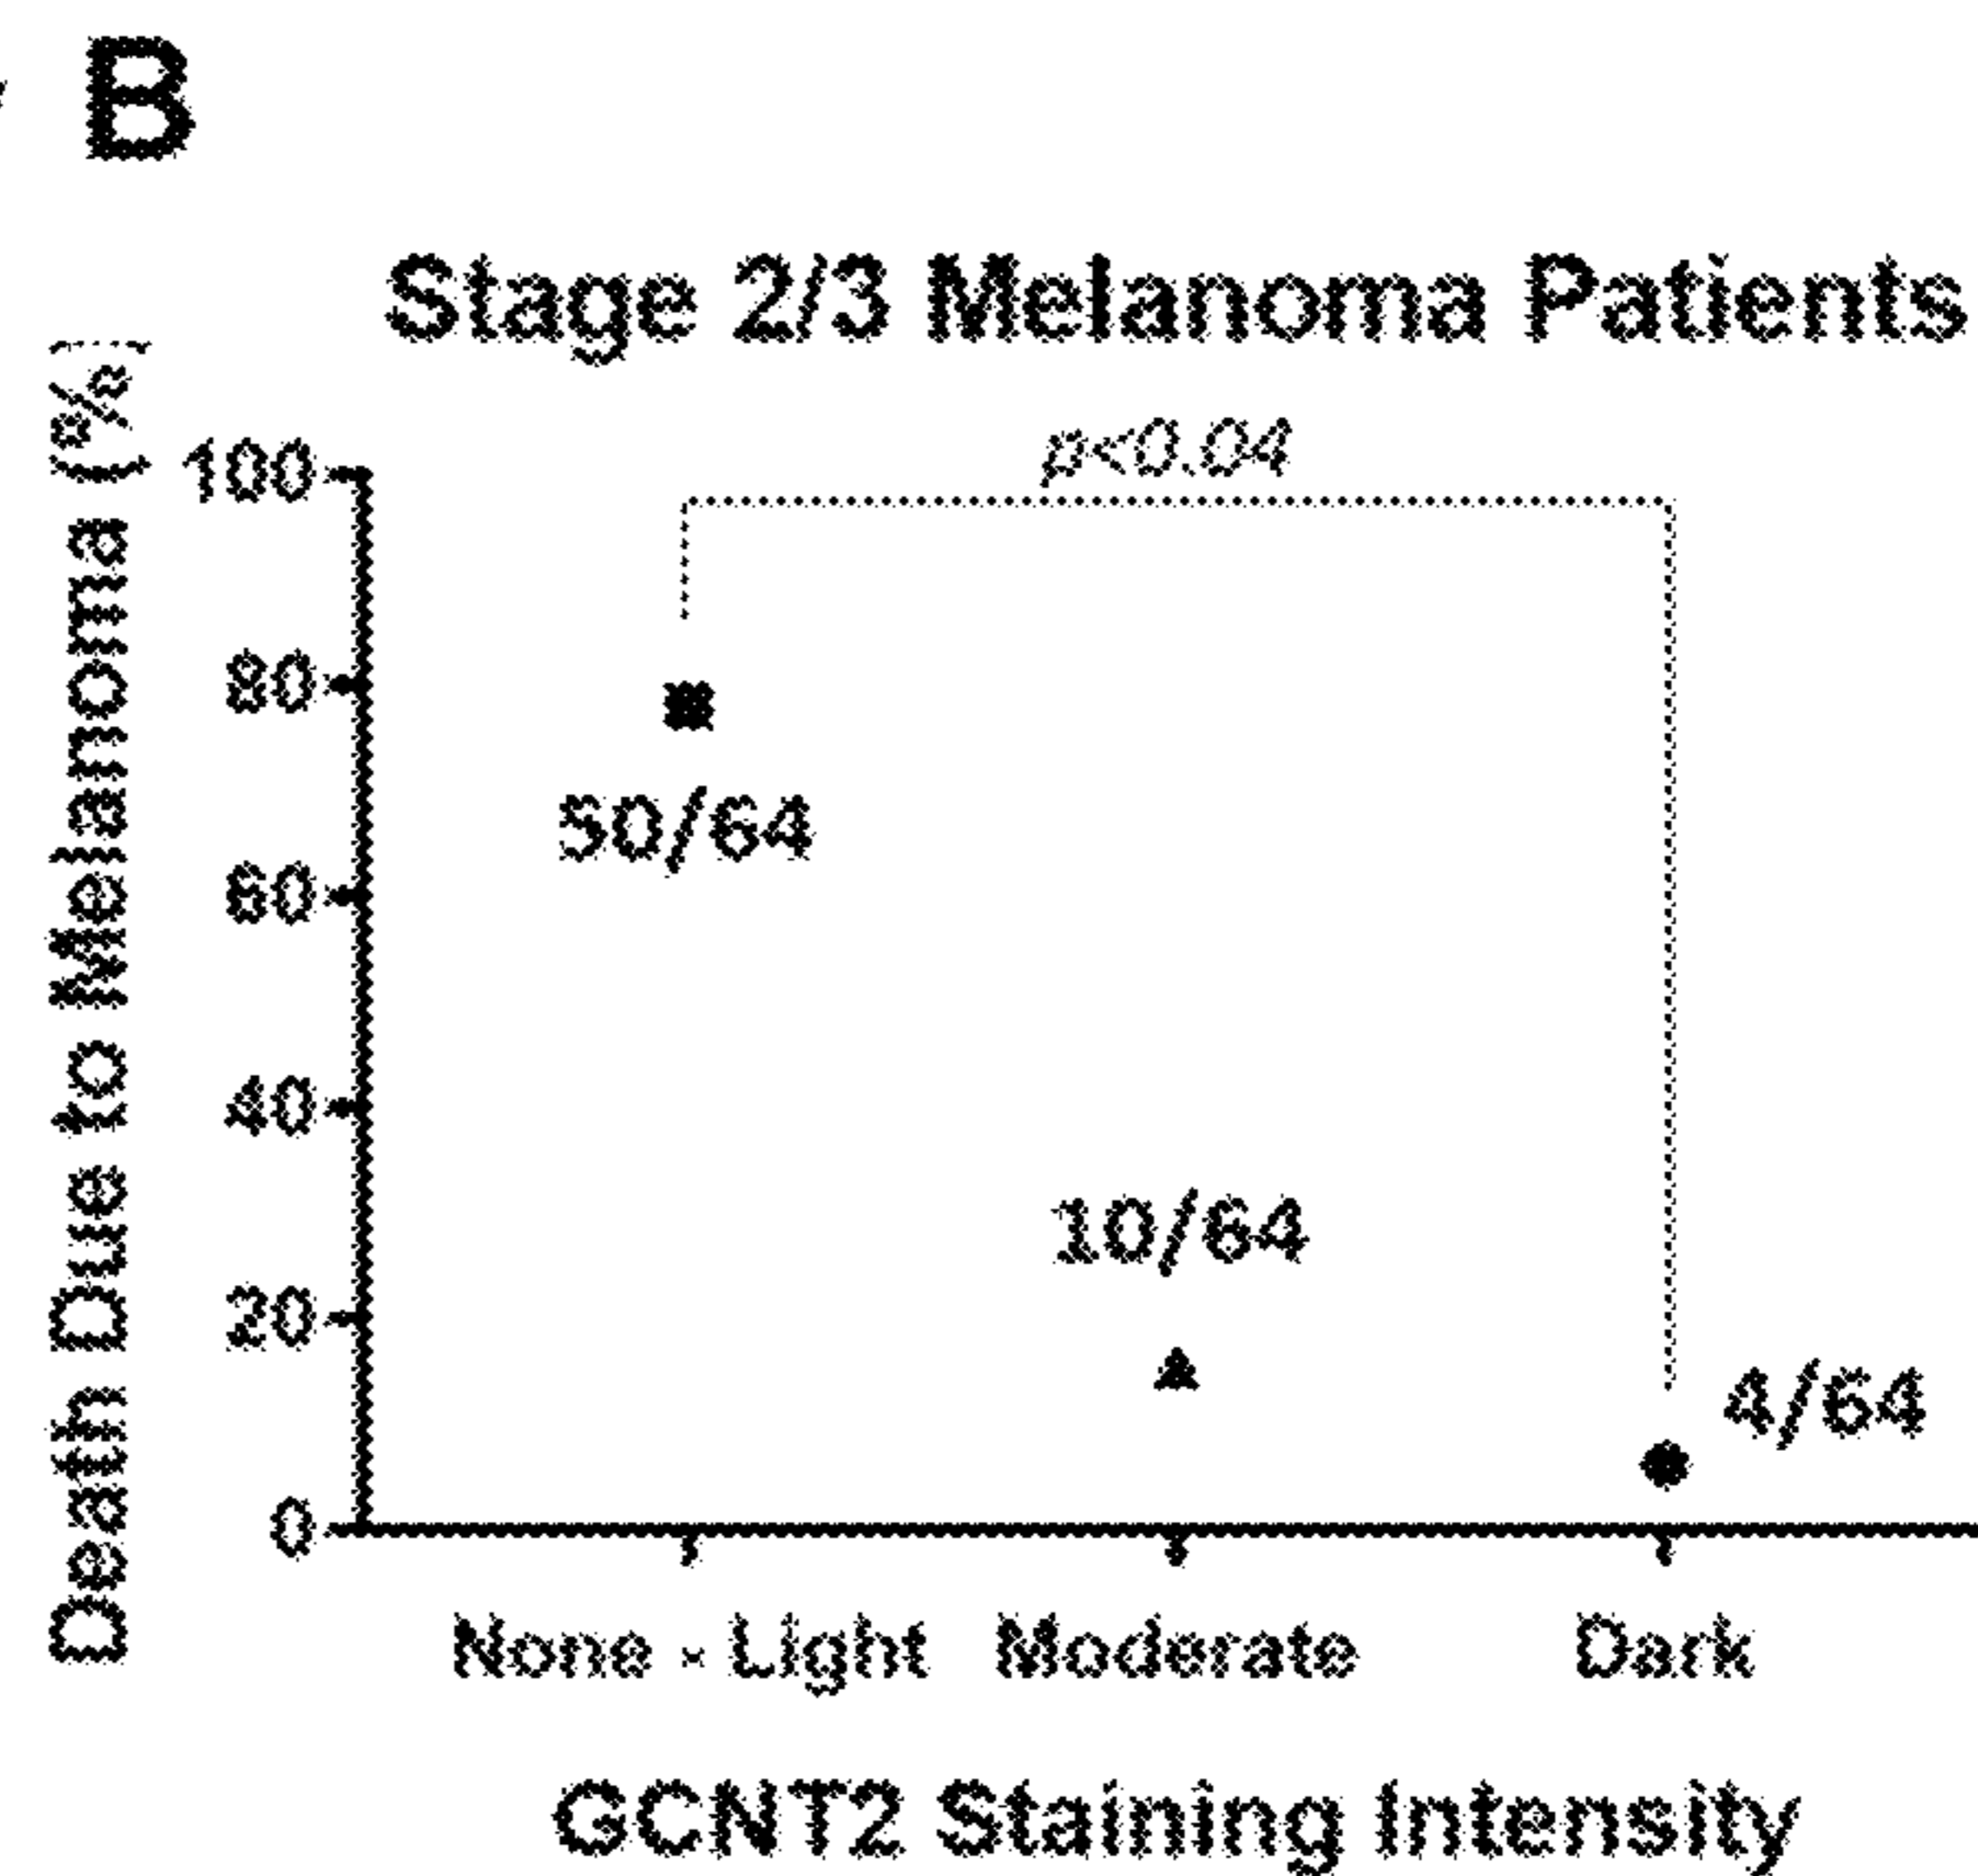 B
Stage 2/3 Melanoma Patients
p<0.04
Death Due to Melanoma (%)
100
80
60
40
20
0
50/64
10/64
4/64
None - Light
Moderate
Dark
GCNT2 Staining Intensity